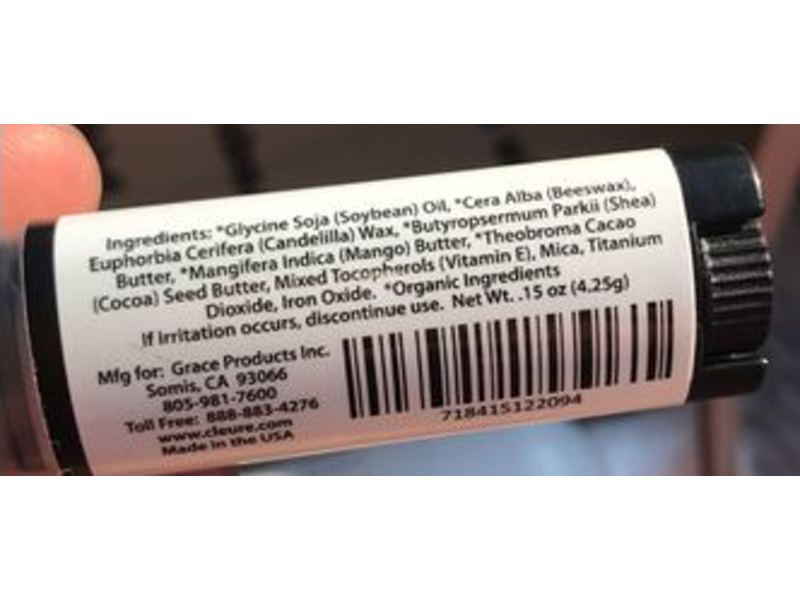 Ingredients: *Glycine Soja (Soybean) Oil, *Cera Alba (Beeswax),
Euphorbia Cerifera (Candelilla) Wax, *Butyropsermum Parkii (Shea)
Butter, *Mangifera Indica (Mango) Butter, *Theobroma Cacao
(Cocoa) Seed Butter, Mixed Tocopherols (Vitamin E), Mica, Titanium
Dioxide, Iron Oxide. *Organic Ingredients
If Irritation occurs, discontinue use. Net Wt. .15 oz (4.25g)
Mfg for: Grace Products Inc.
Somis, CA 93066
805-981-7600
Toll Free: 888-883-4276
www.cleure.com
Made in the USA
718415122094